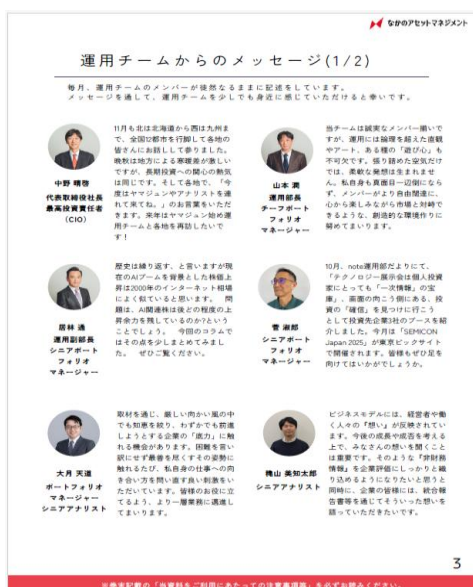 なかのアセットマネジメント
運用チームからのメッセージ(1/2)
毎月、運用チームのメンバーが徒然なるままに記述をしています。
メッセージを通して、運用チームを少しでも身近に感じていただけると幸いです。
11月も北は北海道から西は九州ま
で、全国12都市を行脚して各地の
皆さんにお話しして参りました。
晩秋は地方による寒暖差が激しい
ですが、長期投資への関心の熱気
は同じです。そして各地で、「今
度はヤマジュンやアナリストを連
れて来てね。」のお言葉をいただ
きます。来年はヤマジュン始め運
用チームと各地を再訪したいで
す!
中野 晴啓
代表取締役社長
最高投資責任者
(CIO)
当チームは誠実なメンバー揃いで
すが、運用には論理を超えた直観
やアート、ある種の「遊び心」も
不可欠です。張り詰めた空気だけ
では、柔軟な発想は生まれませ
ん。私自身も真面目一辺倒になら
ず、メンバーがより自由闊達に、
心から楽しみながら市場と対峙で
きるような、創造的な環境作りに
努めてまいります。
山本 潤
運用部長
チーフポート
フォリオ
マネージャー
歴史は繰り返す、と言いますが現
在のAIブームを背景とした株価上
昇は2000年のインターネット相場
によく似ていると思います。 問
題は、AI関連株は後どの程度の上
昇余力を残しているのか?という
ことでしょう。 今回のコラムで
はその点を少しまとめてみまし
た。 ぜひご覧ください。
居林 通
運用副部長
シニアポート
フォリオ
マネージャー
10月、note運用部だよりにて、
「テクノロジー展示会は個人投資
家にとっても「一次情報」の宝
庫」、画面の向こう側にある、投
資の「確信」を見つけに行こう
として投資先企業3社のブースを紹
介しました。今月は「SEMICON
Japan 2025」が東京ビックサイト
で開催されます。皆様もぜひ足を
向けてはいかがでしょうか。
菅 淑郎
シニアポート
フォリオ
マネージャー
取材を通じ、厳しい向かい風の中
でも知恵を絞り、わずかでも前進
しようとする企業の「底力」に触
れる機会があります。困難を言い
訳にせず最善を尽くすその姿勢に
触れるたび、私自身の仕事への向
き合い方を問い直す良い刺激をい
ただいています。皆様のお役に立
てるよう、より一層業務に邁進し
てまいります。
大月 天道
ポートフォリオ
マネージャー
シニアアナリスト
ビジネスモデルには、経営者や働
く人々の『想い』が反映されてい
ます。今後の成長や成否を考える
上で、みなさんの想いを聞くこと
は重要です。そのような『非財務
情報』を企業評価にしっかりと織
り込めるようになりたいと思うと
同時に、企業の皆様には、統合報
告書等を通じてそういった想いを
語っていただきたいです。
横山 美知太郎
シニアアナリスト
3
※巻末記載の「当資料をご利用にあたっての注意事項等」を必ずお読みください。